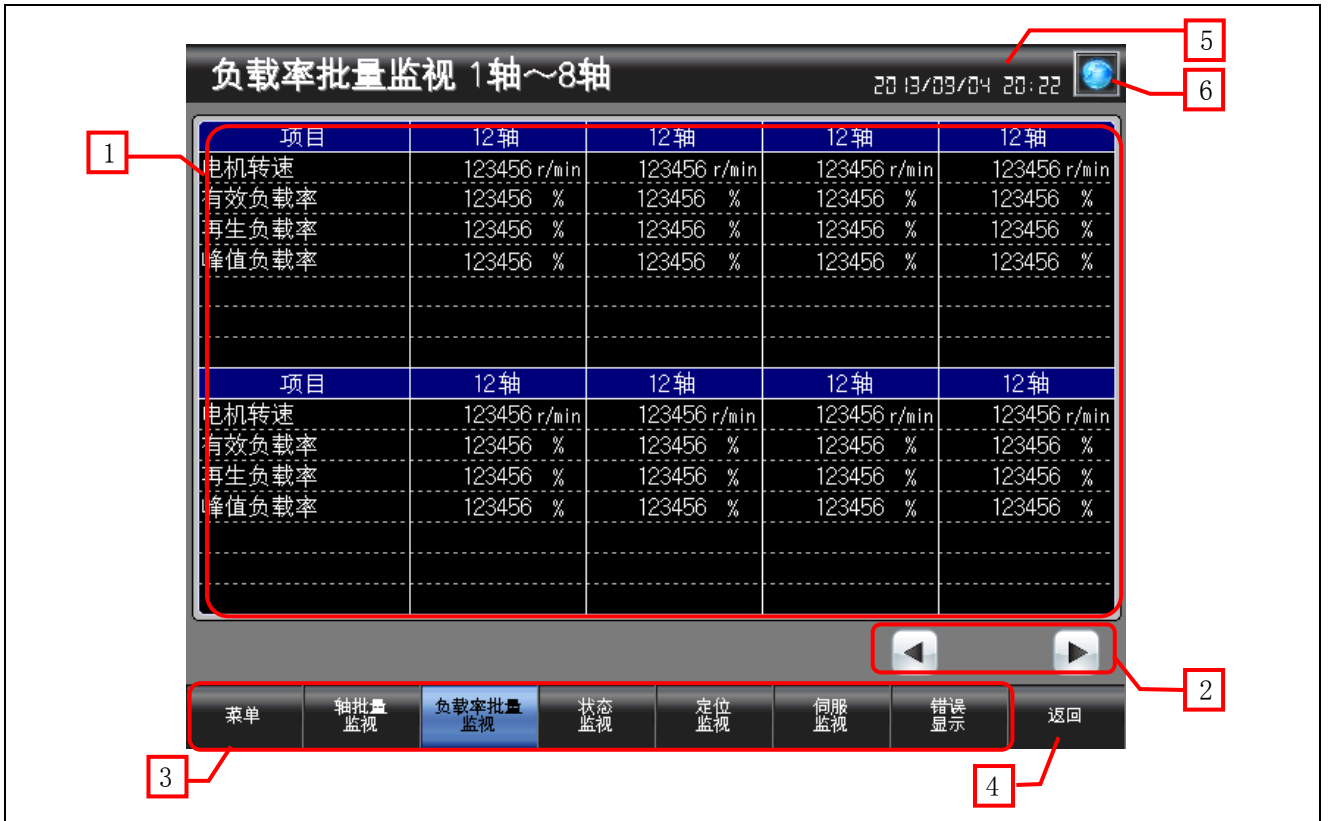 5
负载率批量监视 1轴～8轴
2013/09/04 20:22
6
1
项目 12轴 12轴 12轴 12轴
电机转速 123456 r/min 123456 r/min 123456 r/min 123456 r/min
有效负载率 123456 % 123456 % 123456 % 123456 %
再生负载率 123456 % 123456 % 123456 % 123456 %
峰值负载率 123456 % 123456 % 123456 % 123456 %
项目 12轴 12轴 12轴 12轴
电机转速 123456 r/min 123456 r/min 123456 r/min 123456 r/min
有效负载率 123456 % 123456 % 123456 % 123456 %
再生负载率 123456 % 123456 % 123456 % 123456 %
峰值负载率 123456 % 123456 % 123456 % 123456 %
2
菜单
轴批量
监视
负载率批量
监视
状态
监视
定位
监视
伺服
监视
错误
显示
返回
3
4